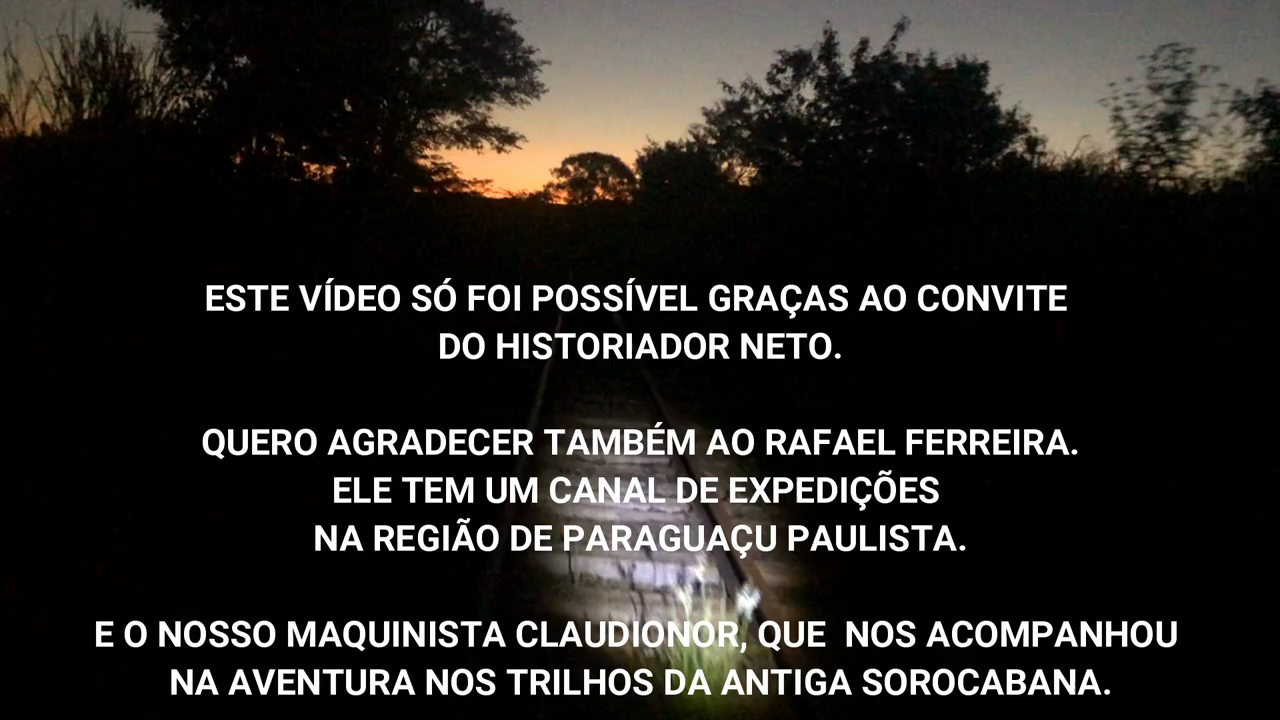 ESTE VÍDEO SÓ FOI POSSÍVEL GRAÇAS AO CONVITE
DO HISTORIADOR NETO.
QUERO AGRADECER TAMBÉM AO RAFAEL FERREIRA.
ELE TEM UM CANAL DE EXPEDIÇÕES
NA REGIÃO DE PARAGUAÇU PAULISTA.
E O NOSSO MAQUINISTA CLAUDIONOR, QUE  NOS ACOMPANHOU
NA AVENTURA NOS TRILHOS DA ANTIGA SOROCABANA.